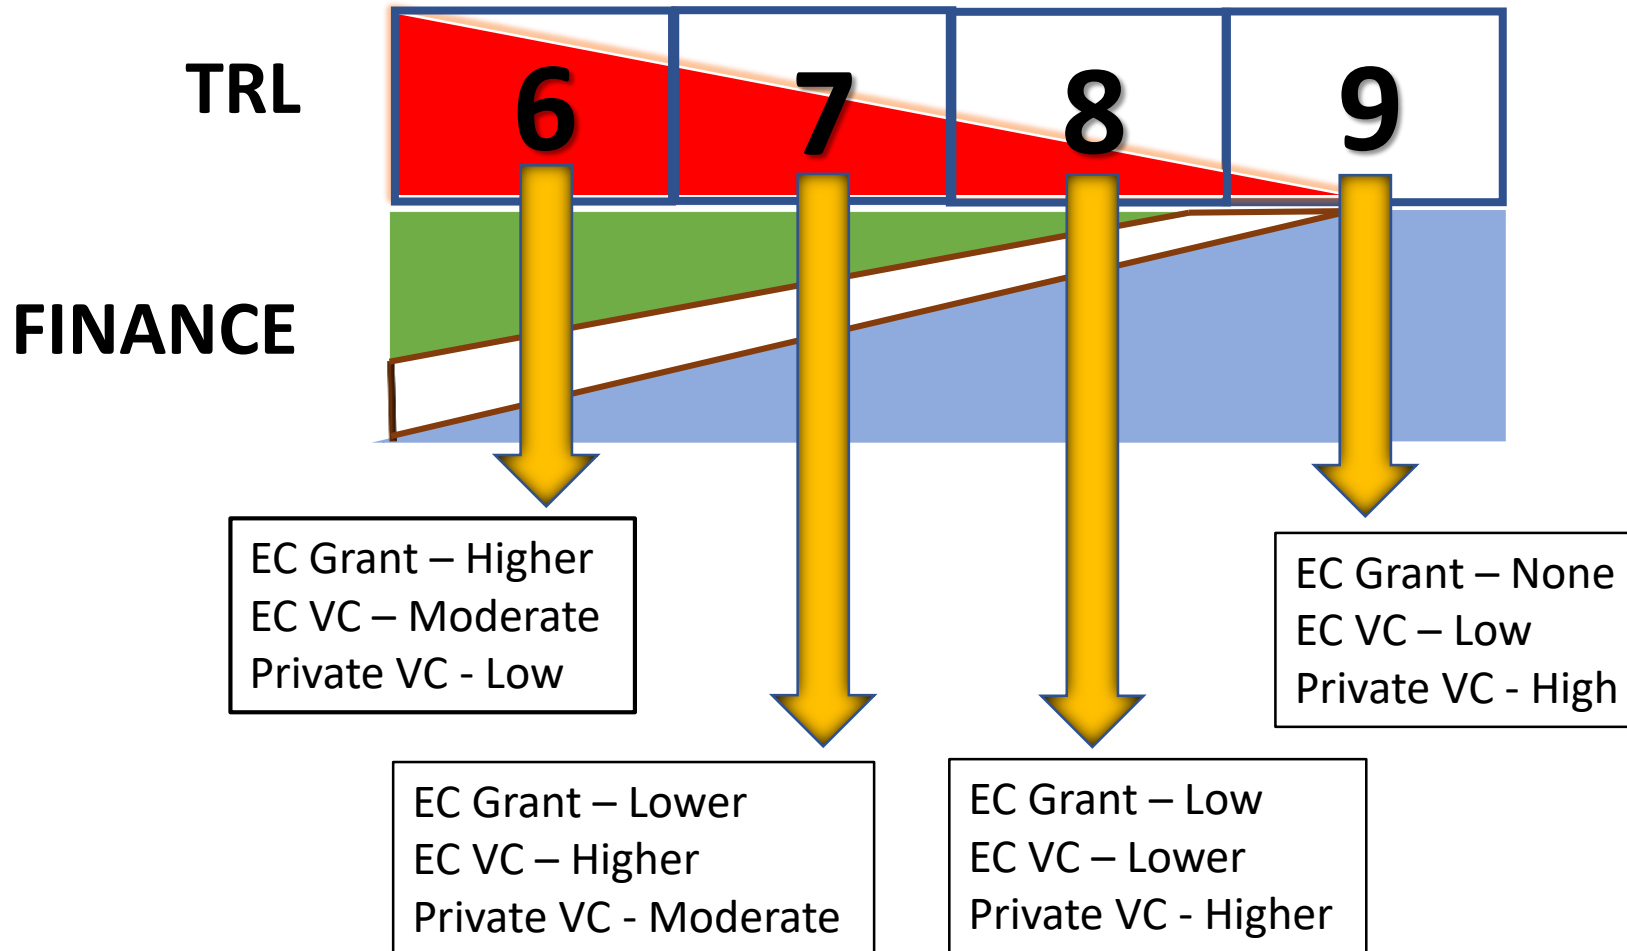 TRL
6
7
8
9
FINANCE
EC Grant – Higher
EC VC – Moderate
Private VC - Low
EC Grant – Lower
EC VC – Higher
Private VC - Moderate
EC Grant – Low
EC VC – Lower
Private VC - Higher
EC Grant – None
EC VC – Low
Private VC - High